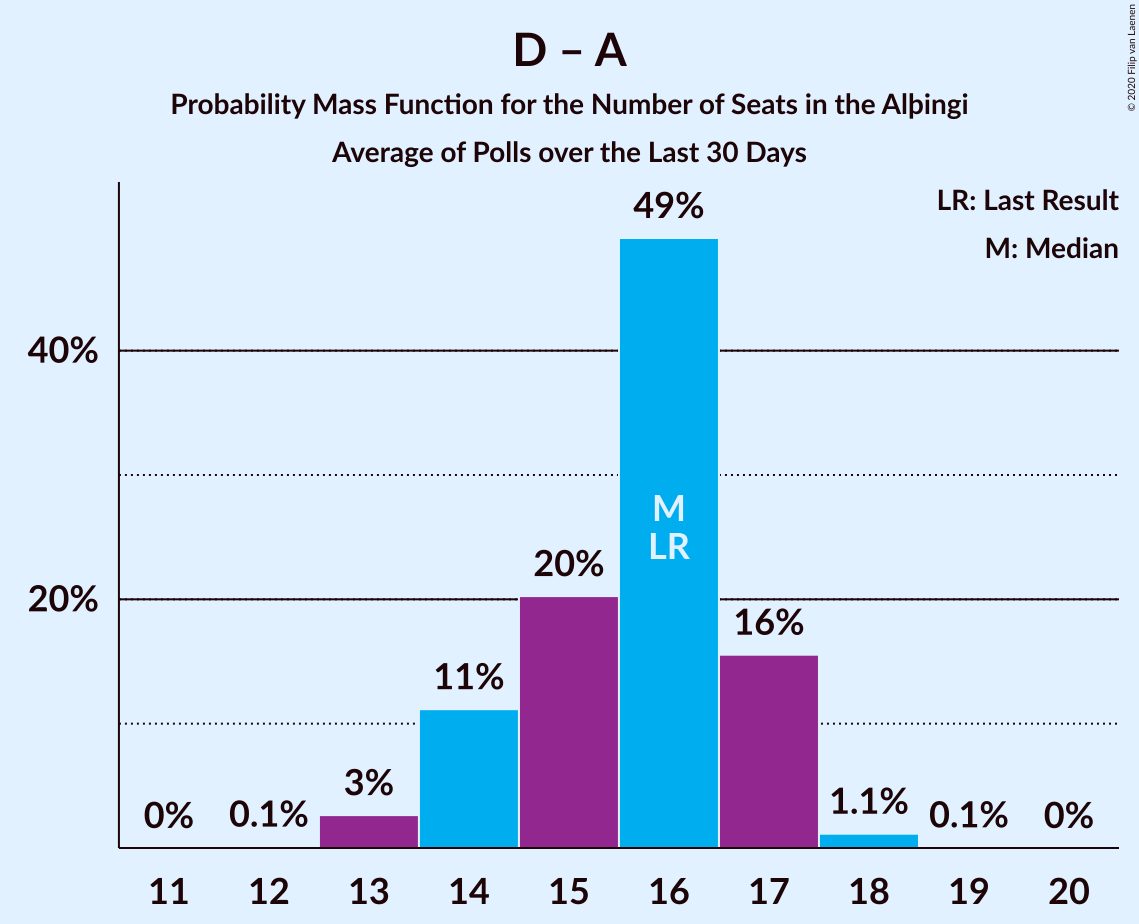 D – A
Probability Mass Function for the Number of Seats in the Alþingi
Average of Polls over the Last 30 Days
© 2020 Filip van Laenen
LR: Last Result
M: Median
40%
20%
0%
0.1%
3%
11%
20%
49%
M
LR
16%
1.1%
0.1%
0%
11 12 13 14 15 16 17 18 19 20